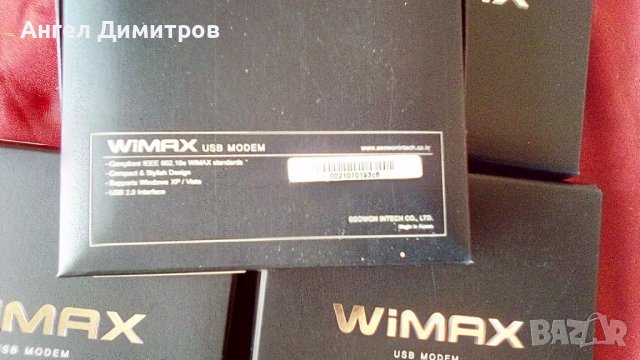 Ангел Димитров
MAX
WiMAX USB MODEM
www.seowonintech.co.kr
-Compliant IEEE 802.16e WiMAX standards
-Compact & Stylish Design
-Supports Windows XP / Vista
-USB 2.0 Interface
SEOWON INTECH CO., LTD.
Made in Korea
WiMAX
USB MODEM
WiMAX
USB MODEM
BAZAR